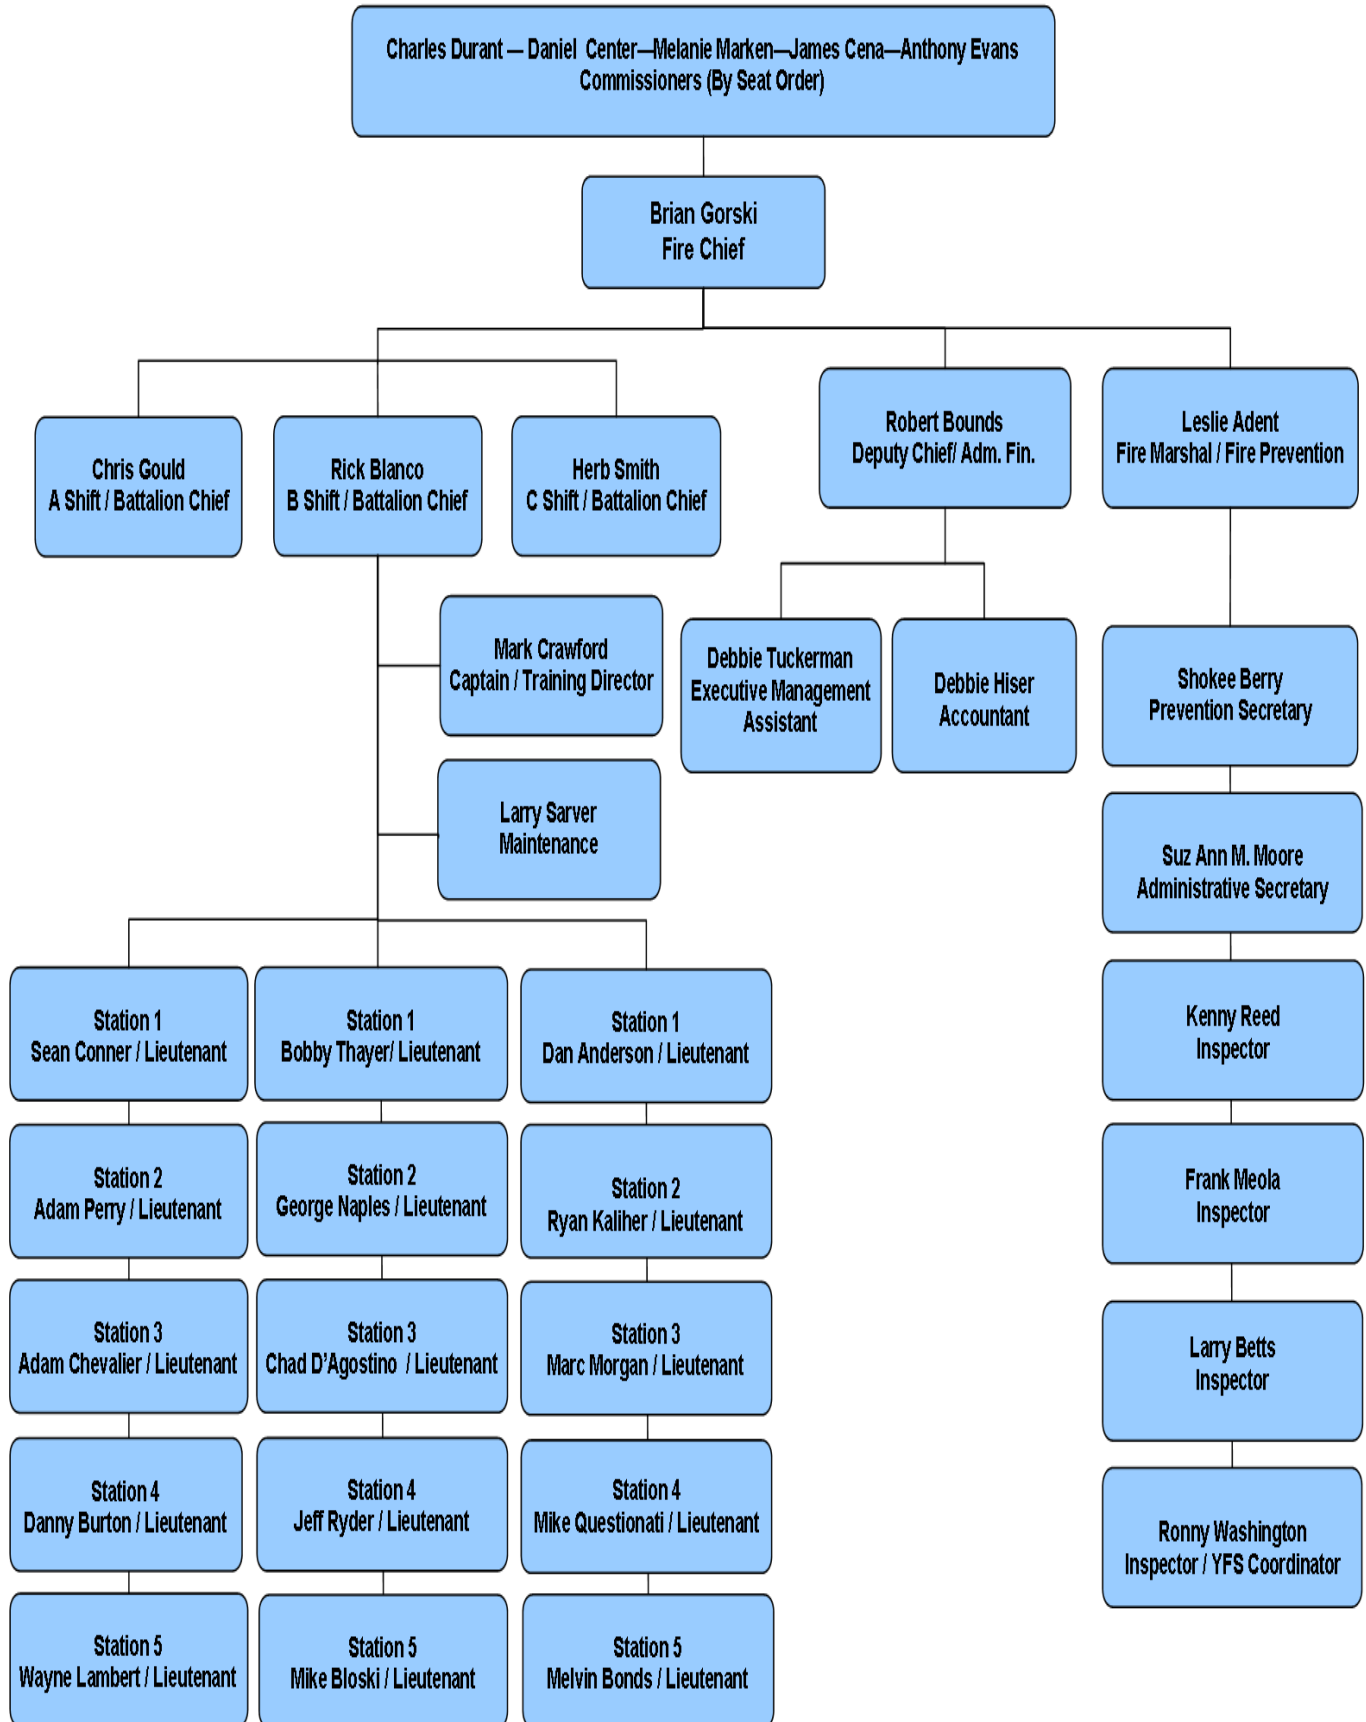 Charles Durant — Daniel  Center—Melanie Marken—James Cena—Anthony Evans
Commissioners (By Seat Order)
Brian Gorski
Fire Chief
Chris Gould
A Shift / Battalion Chief
Rick Blanco
B Shift / Battalion Chief
Herb Smith
C Shift / Battalion Chief
Robert Bounds
Deputy Chief/ Adm. Fin.
Leslie Adent
Fire Marshal / Fire Prevention
Mark Crawford
Captain / Training Director
Larry Sarver
Maintenance
Debbie Tuckerman
Executive Management
Assistant
Debbie Hiser
Accountant
Shokee Berry
Prevention Secretary
Suz Ann M. Moore
Administrative Secretary
Kenny Reed
Inspector
Frank Meola
Inspector
Larry Betts
Inspector
Ronny Washington
Inspector / YFS Coordinator
Station 1
Sean Conner / Lieutenant
Station 2
Adam Perry / Lieutenant
Station 3
Adam Chevalier / Lieutenant
Station 4
Danny Burton / Lieutenant
Station 5
Wayne Lambert / Lieutenant
Station 1
Bobby Thayer/ Lieutenant
Station 2
George Naples / Lieutenant
Station 3
Chad D’Agostino  / Lieutenant
Station 4
Jeff Ryder / Lieutenant
Station 5
Mike Bloski / Lieutenant
Station 1
Dan Anderson / Lieutenant
Station 2
Ryan Kaliher / Lieutenant
Station 3
Marc Morgan / Lieutenant
Station 4
Mike Questionati / Lieutenant
Station 5
Melvin Bonds / Lieutenant